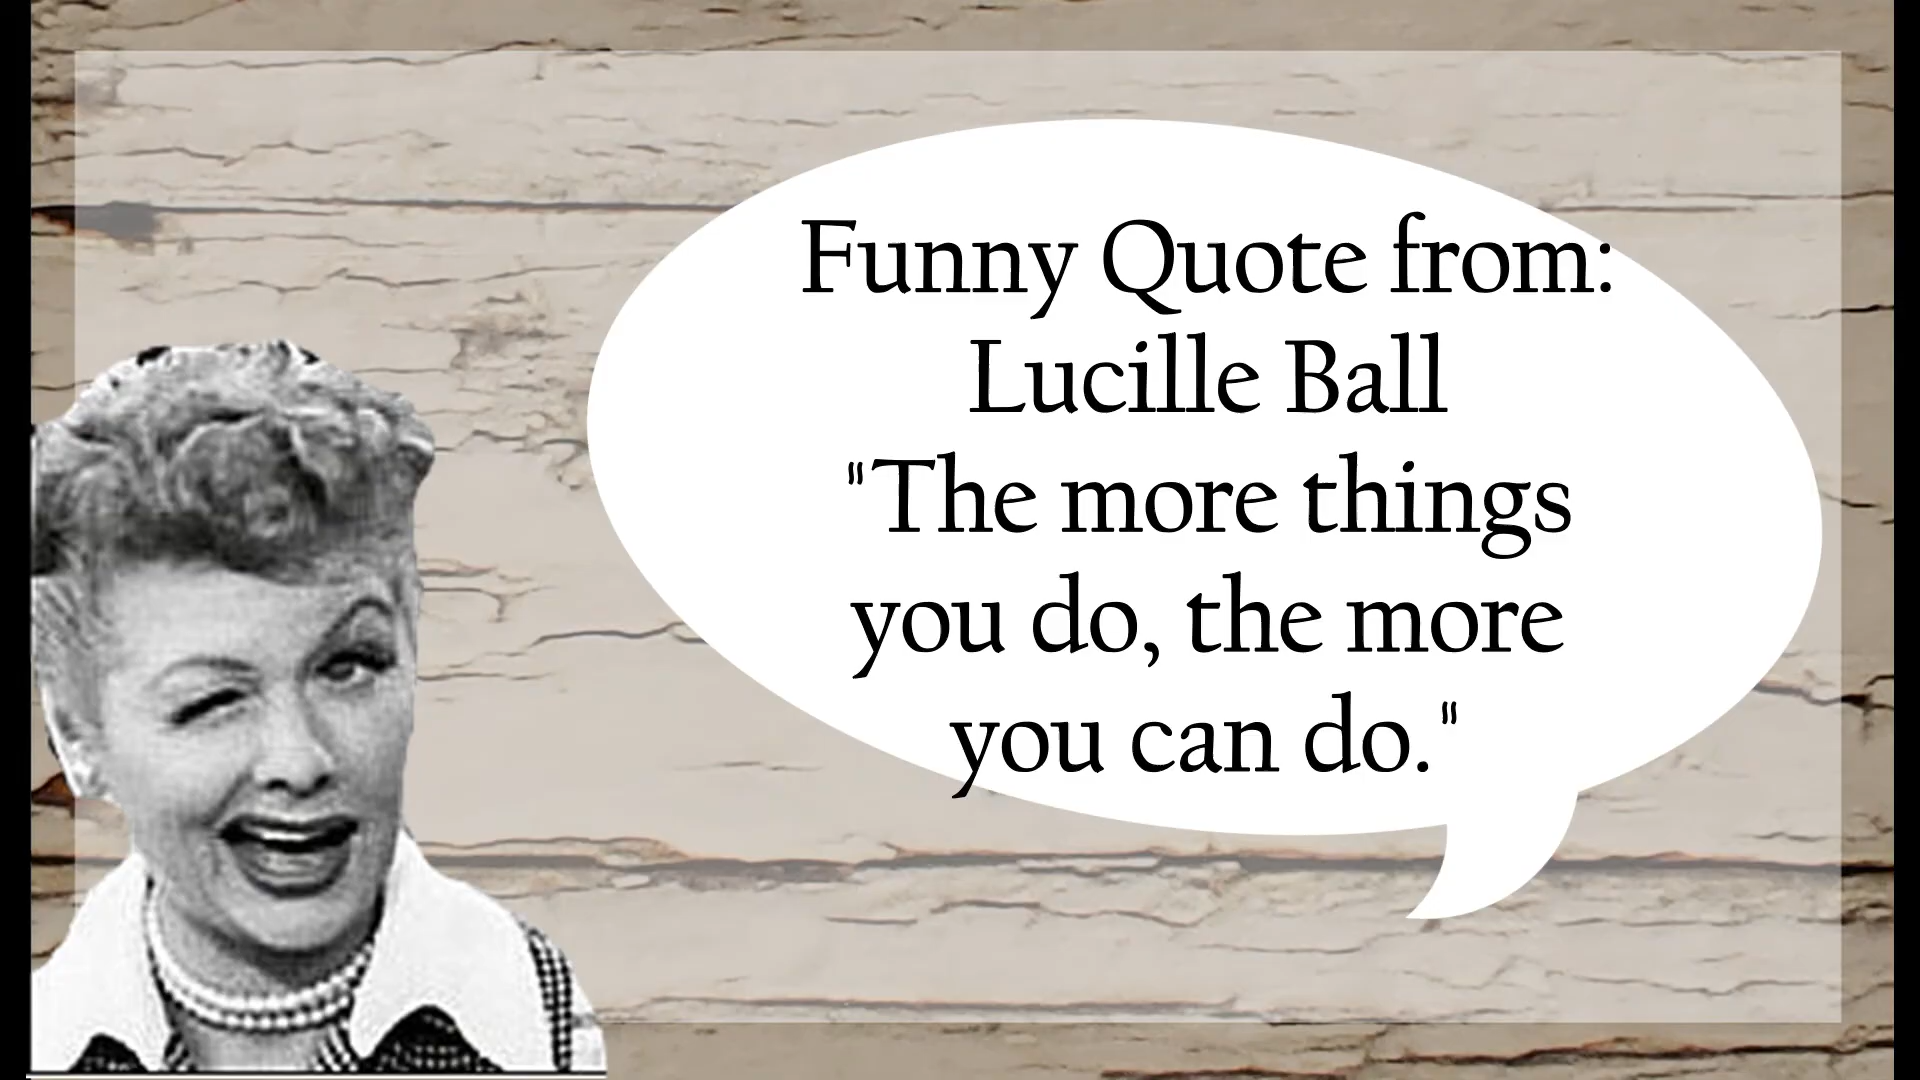 Funny Quote from:
Lucille Ball
"The more things
you do, the more
you can do."